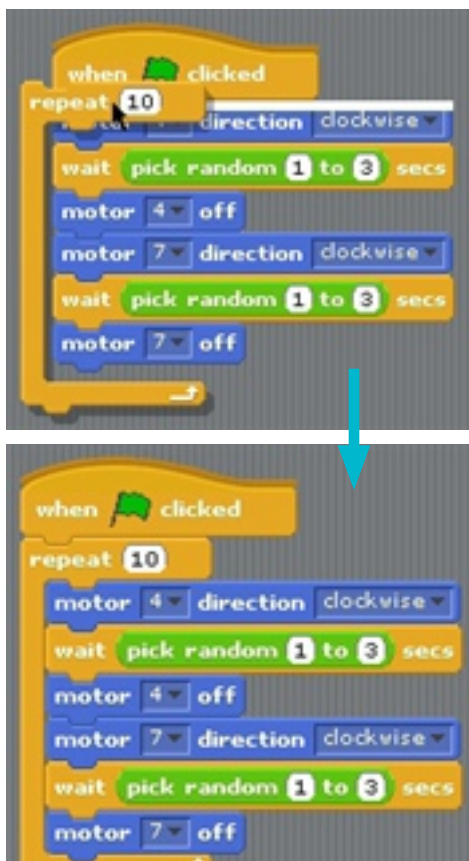 when clicked
repeat 10
motor direction clockwise
wait pick random 1 to 3 secs
motor 4 off
motor 7 direction clockwise
wait pick random 1 to 3 secs
motor 7 off
when clicked
repeat 10
motor 4 direction clockwise
wait pick random 1 to 3 secs
motor 4 off
motor 7 direction clockwise
wait pick random 1 to 3 secs
motor 7 off